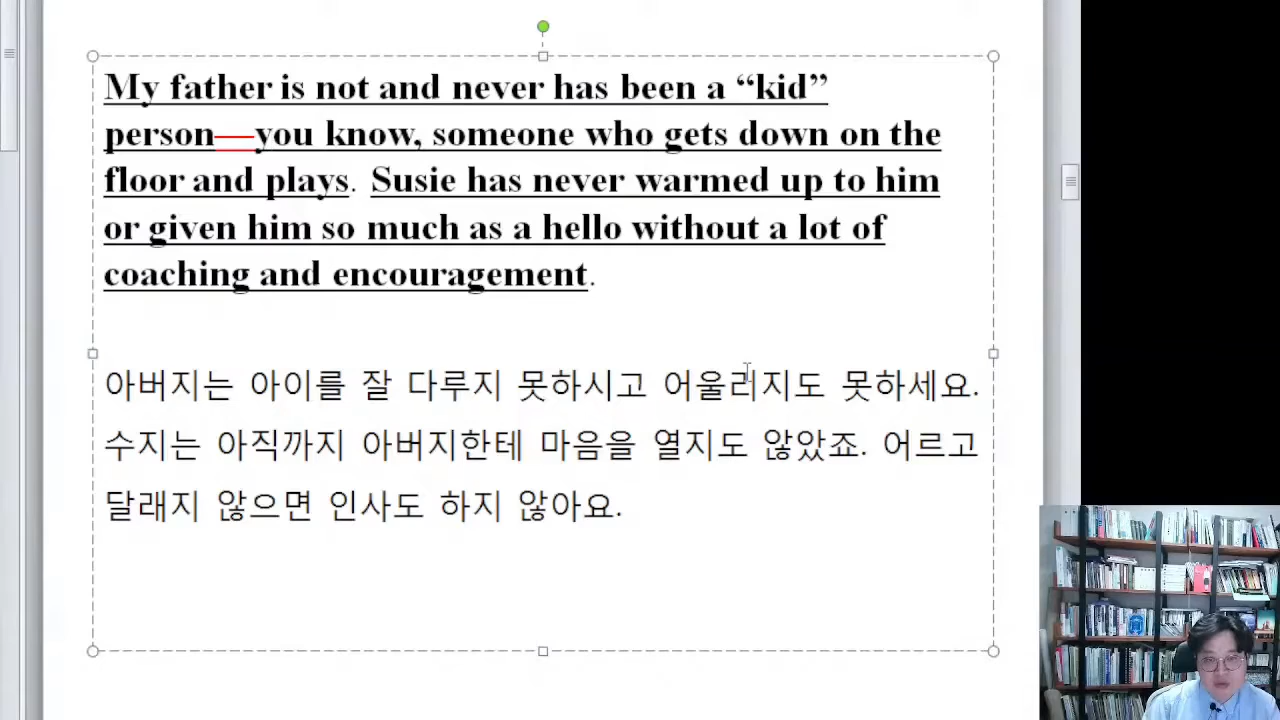 My father is not and never has been a “kid”
person—you know, someone who gets down on the
floor and plays. Susie has never warmed up to him
or given him so much as a hello without a lot of
coaching and encouragement.
아버지는 아이를 잘 다루지 못하시고 어울리지도 못하세요.
수지는 아직까지 아버지한테 마음을 열지도 않았죠. 어르고
달래지 않으면 인사도 하지 않아요.